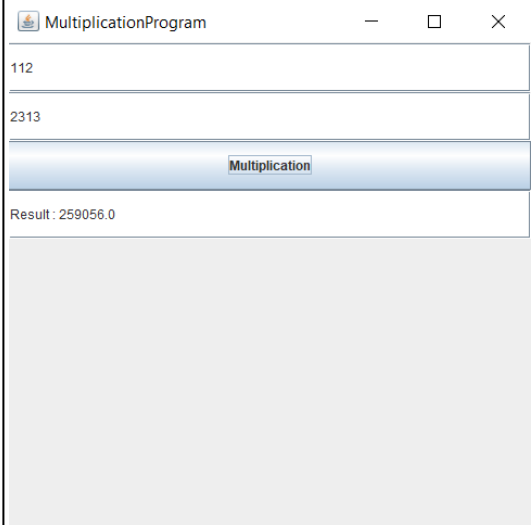 MultiplicationProgram
112
2313
Multiplication
Result : 259056.0